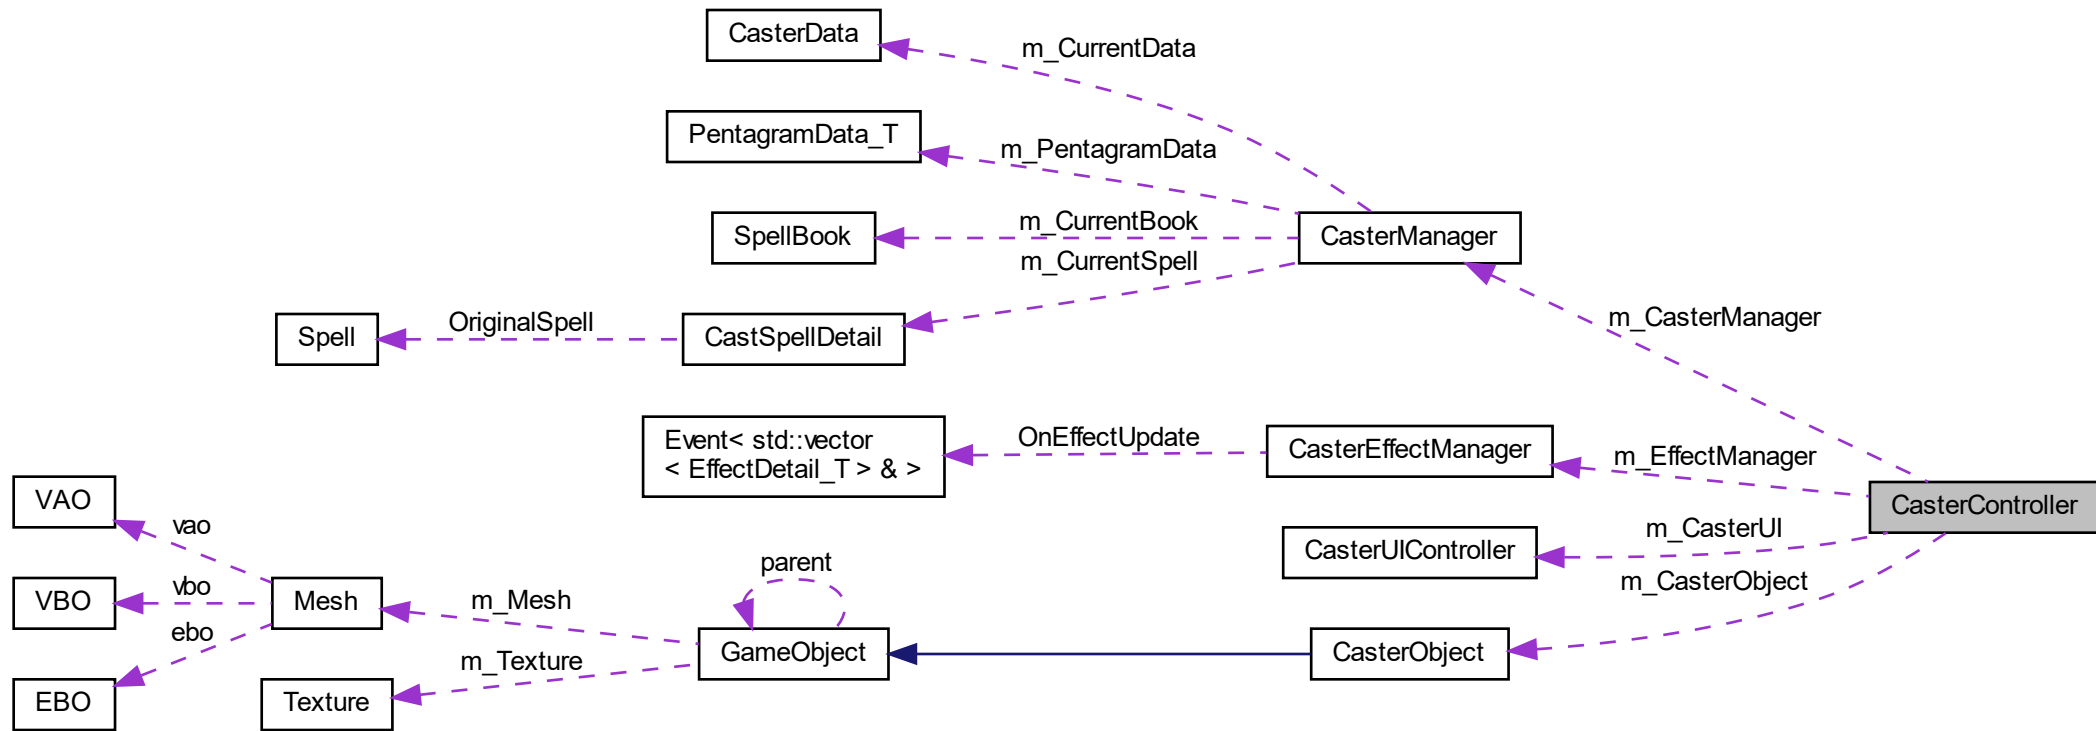 CasterData
m_CurrentData
PentagramData_T
m_PentagramData
SpellBook
m_CurrentBook
CasterManager
m_CurrentSpell
Spell
OriginalSpell
CastSpellDetail
m_CasterManager
Event< std::vector
< EffectDetail_T > & >
OnEffectUpdate
CasterEffectManager
m_EffectManager
CasterController
VAO
vao
CasterUIController
m_CasterUI
parent
m_CasterObject
VBO
vbo
Mesh
m_Mesh
ebo
GameObject
CasterObject
m_Texture
EBO
Texture